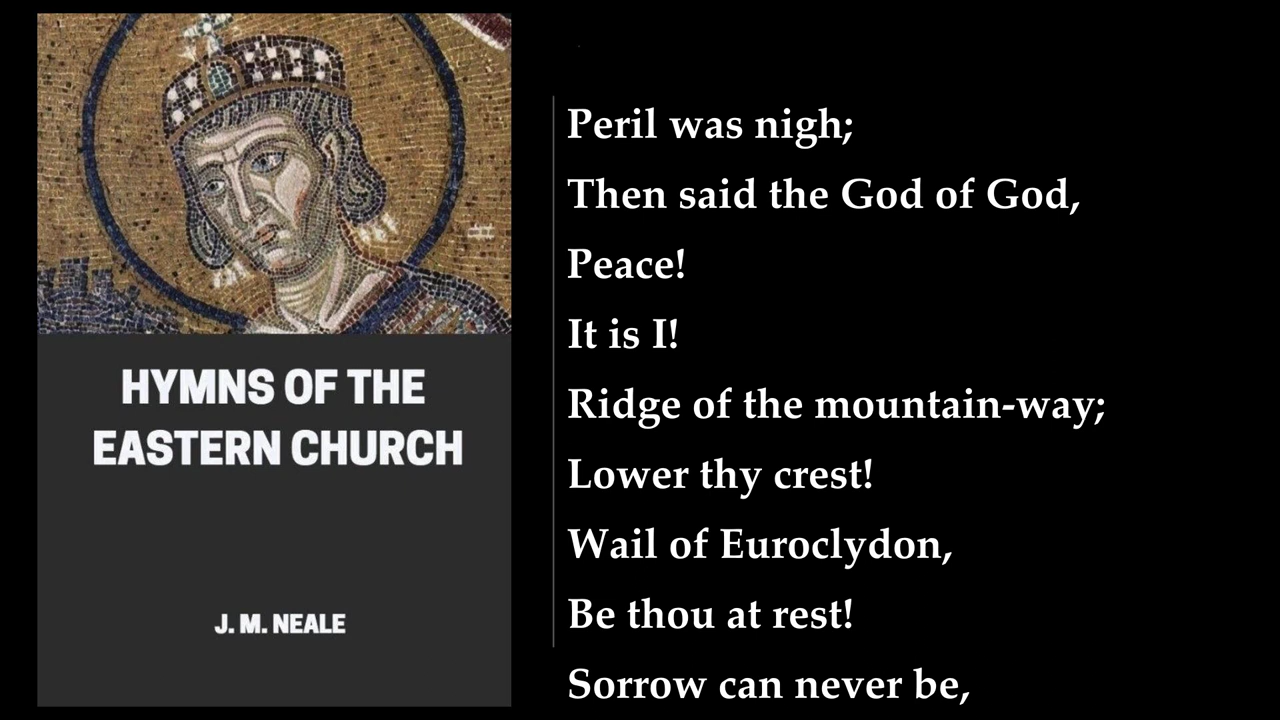 HYMNS OF THE
EASTERN CHURCH
J. M. NEALE
Peril was nigh;
Then said the God of God,
Peace!
It is I!
Ridge of the mountain-way;
Lower thy crest!
Wail of Euroclydon,
Be thou at rest!
Sorrow can never be,